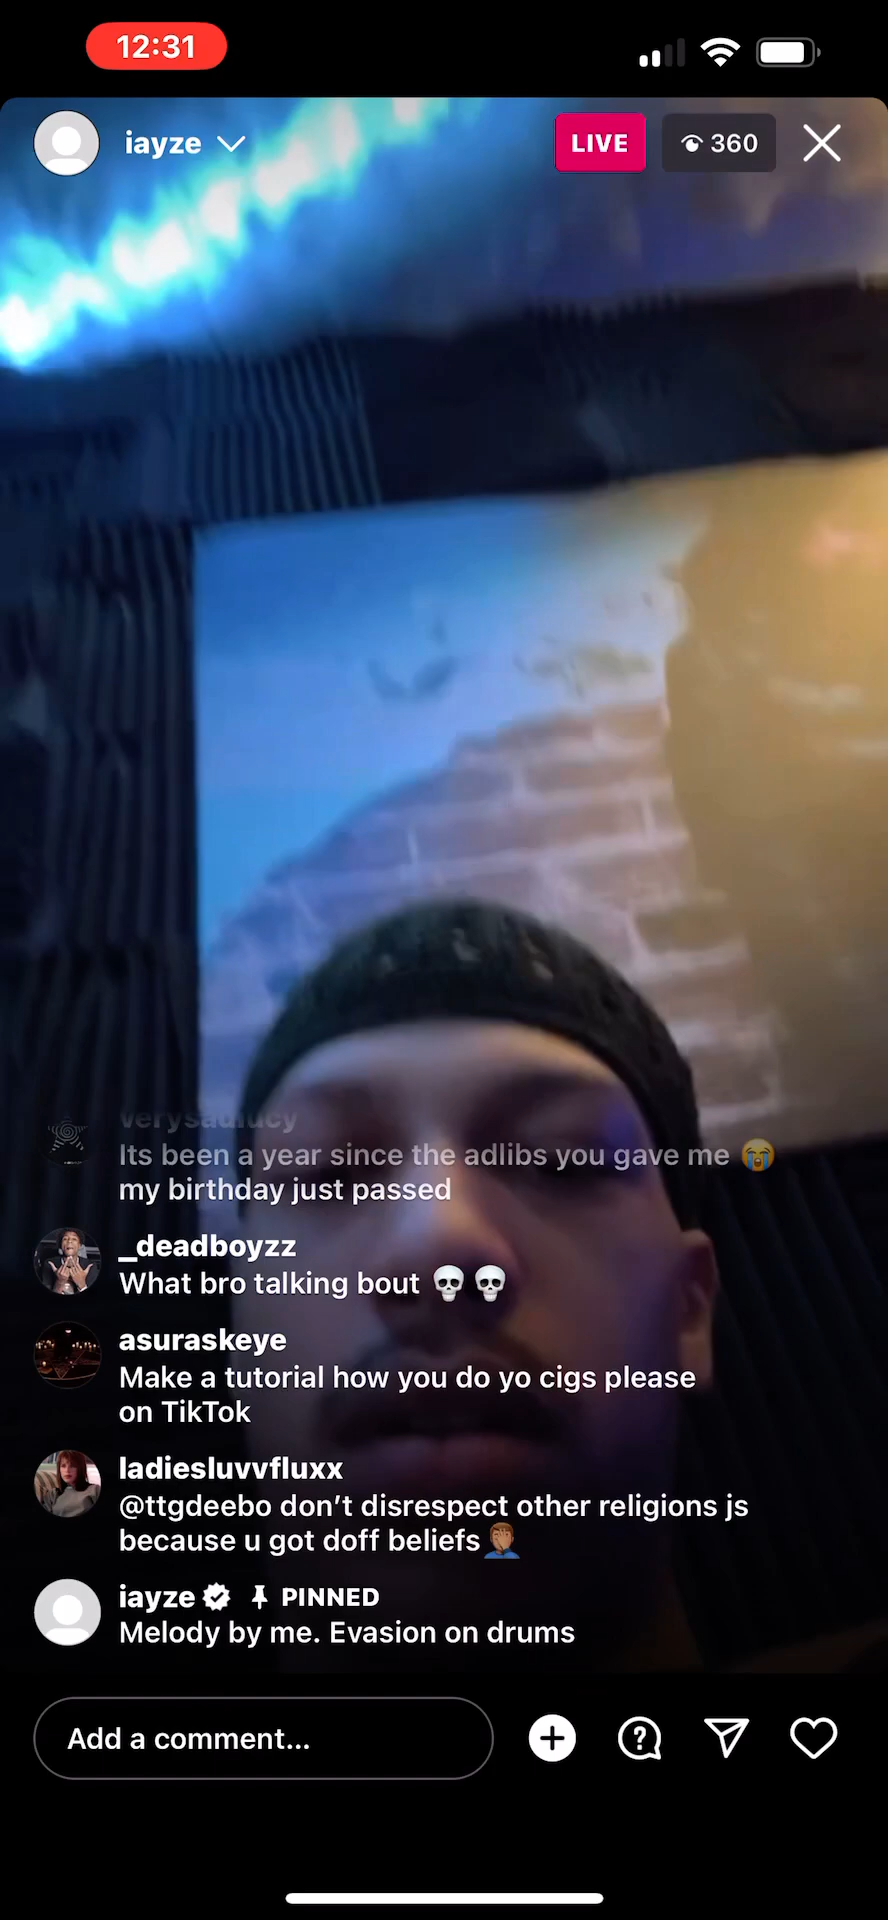 12:31
iayze
LIVE
360
verysadlucy
Its been a year since the adlibs you gave me 😭
my birthday just passed
_deadboyzz
What bro talking bout 💀💀
asuraskeye
Make a tutorial how you do yo cigs please
on TikTok
ladiesluvvfluxx
@ttgdeebo don’t disrespect other religions js
because u got doff beliefs🤦🏾‍♂️
iayze PINNED
Melody by me. Evasion on drums
Add a comment...